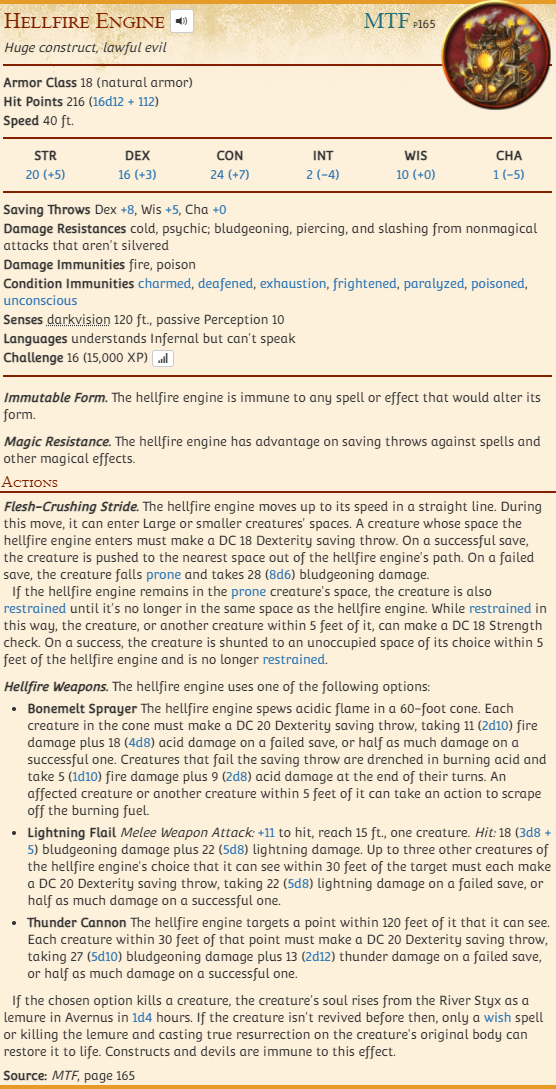 Hellfire Engine MTF p165
Huge construct, lawful evil
Armor Class 18 (natural armor)
Hit Points 216 (16d12 + 112)
Speed 40 ft.
STR DEX CON INT WIS CHA
20 (+5) 16 (+3) 24 (+7) 2 (−4) 10 (+0) 1 (−5)
Saving Throws Dex +8, Wis +5, Cha +0
Damage Resistances cold, psychic; bludgeoning, piercing, and slashing from nonmagical
attacks that aren't silvered
Damage Immunities fire, poison
Condition Immunities charmed, deafened, exhaustion, frightened, paralyzed, poisoned,
unconscious
Senses darkvision 120 ft., passive Perception 10
Languages understands Infernal but can't speak
Challenge 16 (15,000 XP)
Immutable Form. The hellfire engine is immune to any spell or effect that would alter its
form.
Magic Resistance. The hellfire engine has advantage on saving throws against spells and
other magical effects.
Actions
Flesh-Crushing Stride. The hellfire engine moves up to its speed in a straight line. During
this move, it can enter Large or smaller creatures' spaces. A creature whose space the
hellfire engine enters must make a DC 18 Dexterity saving throw. On a successful save,
the creature is pushed to the nearest space out of the hellfire engine's path. On a failed
save, the creature falls prone and takes 28 (8d6) bludgeoning damage.
If the hellfire engine remains in the prone creature's space, the creature is also
restrained until it's no longer in the same space as the hellfire engine. While restrained in
this way, the creature, or another creature within 5 feet of it, can make a DC 18 Strength
check. On a success, the creature is shunted to an unoccupied space of its choice within 5
feet of the hellfire engine and is no longer restrained.
Hellfire Weapons. The hellfire engine uses one of the following options:
• Bonemelt Sprayer The hellfire engine spews acidic flame in a 60-foot cone. Each
creature in the cone must make a DC 20 Dexterity saving throw, taking 11 (2d10) fire
damage plus 18 (4d8) acid damage on a failed save, or half as much damage on a
successful one. Creatures that fail the saving throw are drenched in burning acid and
take 5 (1d10) fire damage plus 9 (2d8) acid damage at the end of their turns. An
affected creature or another creature within 5 feet of it can take an action to scrape
off the burning fuel.
• Lightning Flail Melee Weapon Attack: +11 to hit, reach 15 ft., one creature. Hit: 18 (3d8 +
5) bludgeoning damage plus 22 (5d8) lightning damage. Up to three other creatures of
the hellfire engine's choice that it can see within 30 feet of the target must each make
a DC 20 Dexterity saving throw, taking 22 (5d8) lightning damage on a failed save, or
half as much damage on a successful one.
• Thunder Cannon The hellfire engine targets a point within 120 feet of it that it can see.
Each creature within 30 feet of that point must make a DC 20 Dexterity saving throw,
taking 27 (5d10) bludgeoning damage plus 13 (2d12) thunder damage on a failed save,
or half as much damage on a successful one.
If the chosen option kills a creature, the creature's soul rises from the River Styx as a
lemure in Avernus in 1d4 hours. If the creature isn't revived before then, only a wish spell
or killing the lemure and casting true resurrection on the creature's original body can
restore it to life. Constructs and devils are immune to this effect.
Source: MTF, page 165